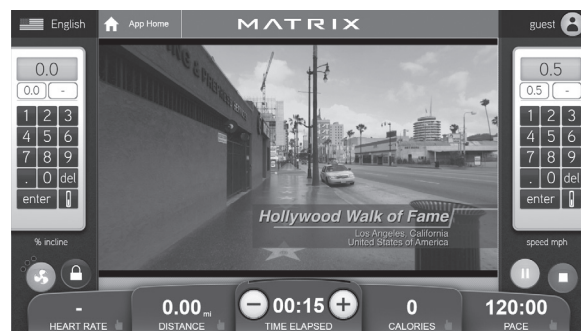 English
App Home
MATRIX
guest
0.0
0.0 -
1 2 3
4 5 6
7 8 9
. 0 del
enter
% incline
0.5
0.5 -
1 2 3
4 5 6
7 8 9
. 0 del
enter
speed mph
Hollywood Walk of Fame
Los Angeles, California
United States of America
-
HEART RATE
0.00 mi
DISTANCE
00:15
TIME ELAPSED
0
CALORIES
120:00
PACE